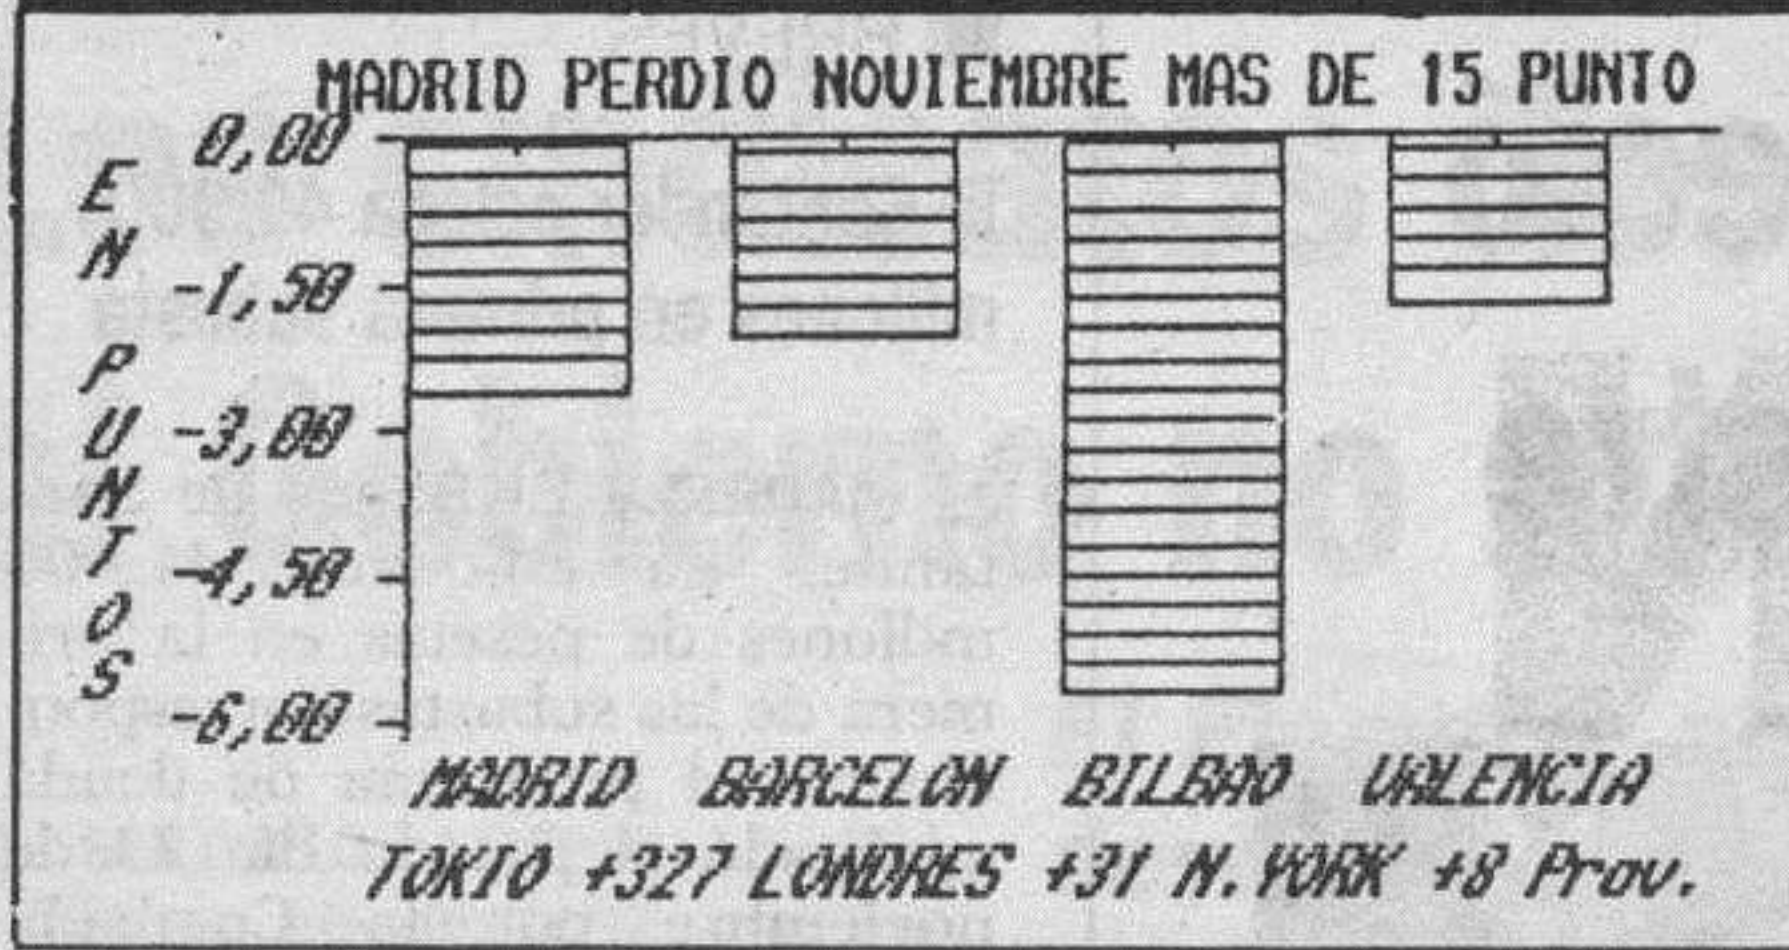 MADRID PERDIO NOVIEMBRE MAS DE 15 PUNTO
EN PUNTOS
0,00
-1,50
-3,00
-4,50
-6,00
MADRID BARCELON BILBAO VALENCIA
TOKIO +327 LONDRES +31 N.YORK +8 Prov.